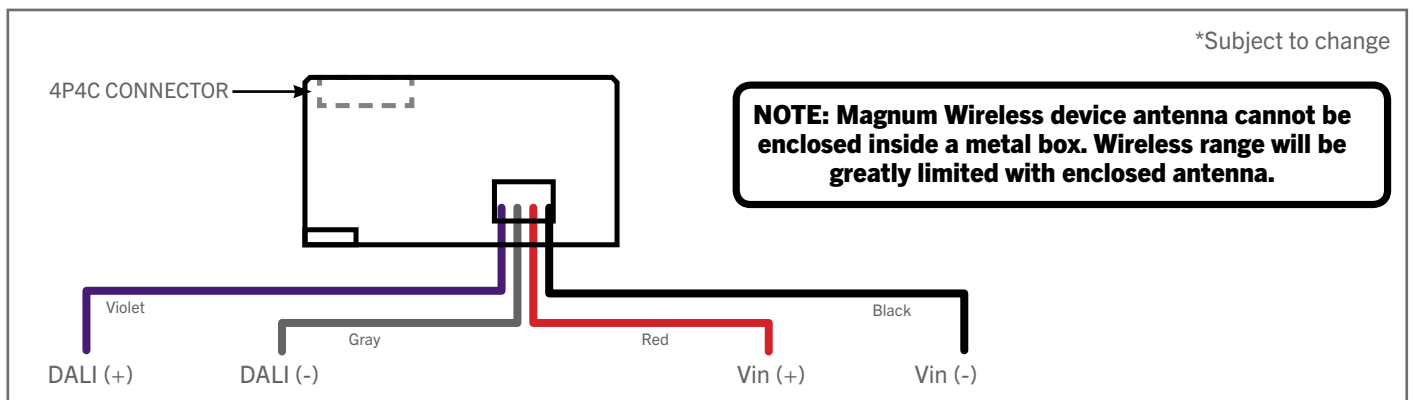 *Subject to change
4P4C CONNECTOR
NOTE: Magnum Wireless device antenna cannot be
enclosed inside a metal box. Wireless range will be
greatly limited with enclosed antenna.
Violet
Gray
Red
Black
DALI (+)
DALI (-)
Vin (+)
Vin (-)